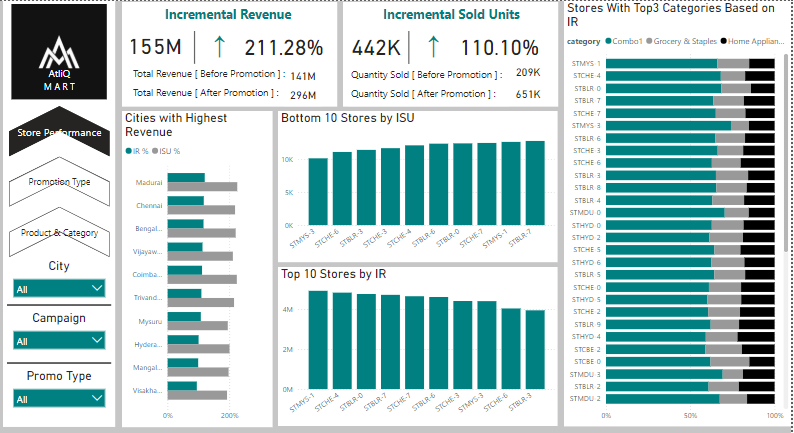 AtliQ
MART
Store Performance
Promotion Type
Product & Category
City
All
Campaign
All
Promo Type
All
Incremental Revenue
155M ↑ 211.28%
Total Revenue [ Before Promotion ] : 141M
Total Revenue [ After Promotion ] : 296M
Incremental Sold Units
442K ↑ 110.10%
Quantity Sold [ Before Promotion ] : 209K
Quantity Sold [ After Promotion ] : 651K
Cities with Highest
Revenue
IR % ISU %
Madurai
Chennai
Bengal...
Vijayaw...
Coimba...
Trivand...
Mysuru
Hydera...
Mangal...
Visakha...
0% 200%
Bottom 10 Stores by ISU
10K
5K
0K
STMYS-3 STCHE-6 STBLR-3 STCHE-3 STCHE-4 STBLR-6 STBLR-0 STCHE-7 STMYS-1 STBLR-7
Top 10 Stores by IR
4M
2M
0M
STMYS-1 STCHE-4 STBLR-0 STBLR-7 STCHE-7 STBLR-6 STCHE-3 STMYS-3 STCHE-6 STBLR-3
Stores With Top3 Categories Based on
IR
category Combo1 Grocery & Staples Home Applian...
STMYS-1
STCHE-4
STBLR-0
STBLR-7
STCHE-7
STMYS-3
STBLR-6
STCHE-3
STCHE-6
STBLR-3
STBLR-8
STBLR-4
STMDU-0
STHYD-0
STHYD-2
STCHE-5
STHYD-6
STBLR-5
STCHE-0
STHYD-5
STCHE-2
STBLR-9
STHYD-4
STCBE-2
STCBE-0
STMDU-3
STBLR-2
STMDU-2
0% 50% 100%